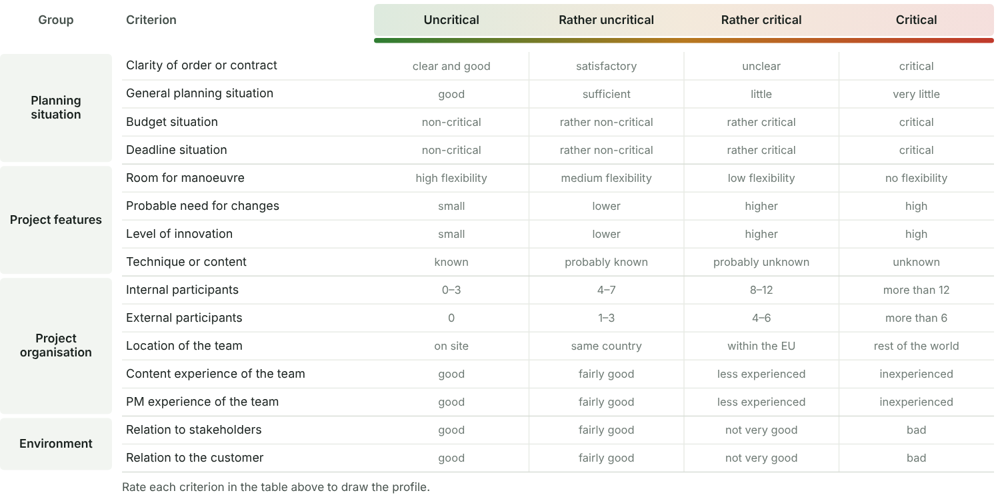 Group Criterion Uncritical Rather uncritical Rather critical Critical
Planning situation
Clarity of order or contract clear and good satisfactory unclear critical
General planning situation good sufficient little very little
Budget situation non-critical rather non-critical rather critical critical
Deadline situation non-critical rather non-critical rather critical critical
Project features
Room for manoeuvre high flexibility medium flexibility low flexibility no flexibility
Probable need for changes small lower higher high
Level of innovation small lower higher high
Technique or content known probably known probably unknown unknown
Project organisation
Internal participants 0–3 4–7 8–12 more than 12
External participants 0 1–3 4–6 more than 6
Location of the team on site same country within the EU rest of the world
Content experience of the team good fairly good less experienced inexperienced
PM experience of the team good fairly good less experienced inexperienced
Environment
Relation to stakeholders good fairly good not very good bad
Relation to the customer good fairly good not very good bad
Rate each criterion in the table above to draw the profile.